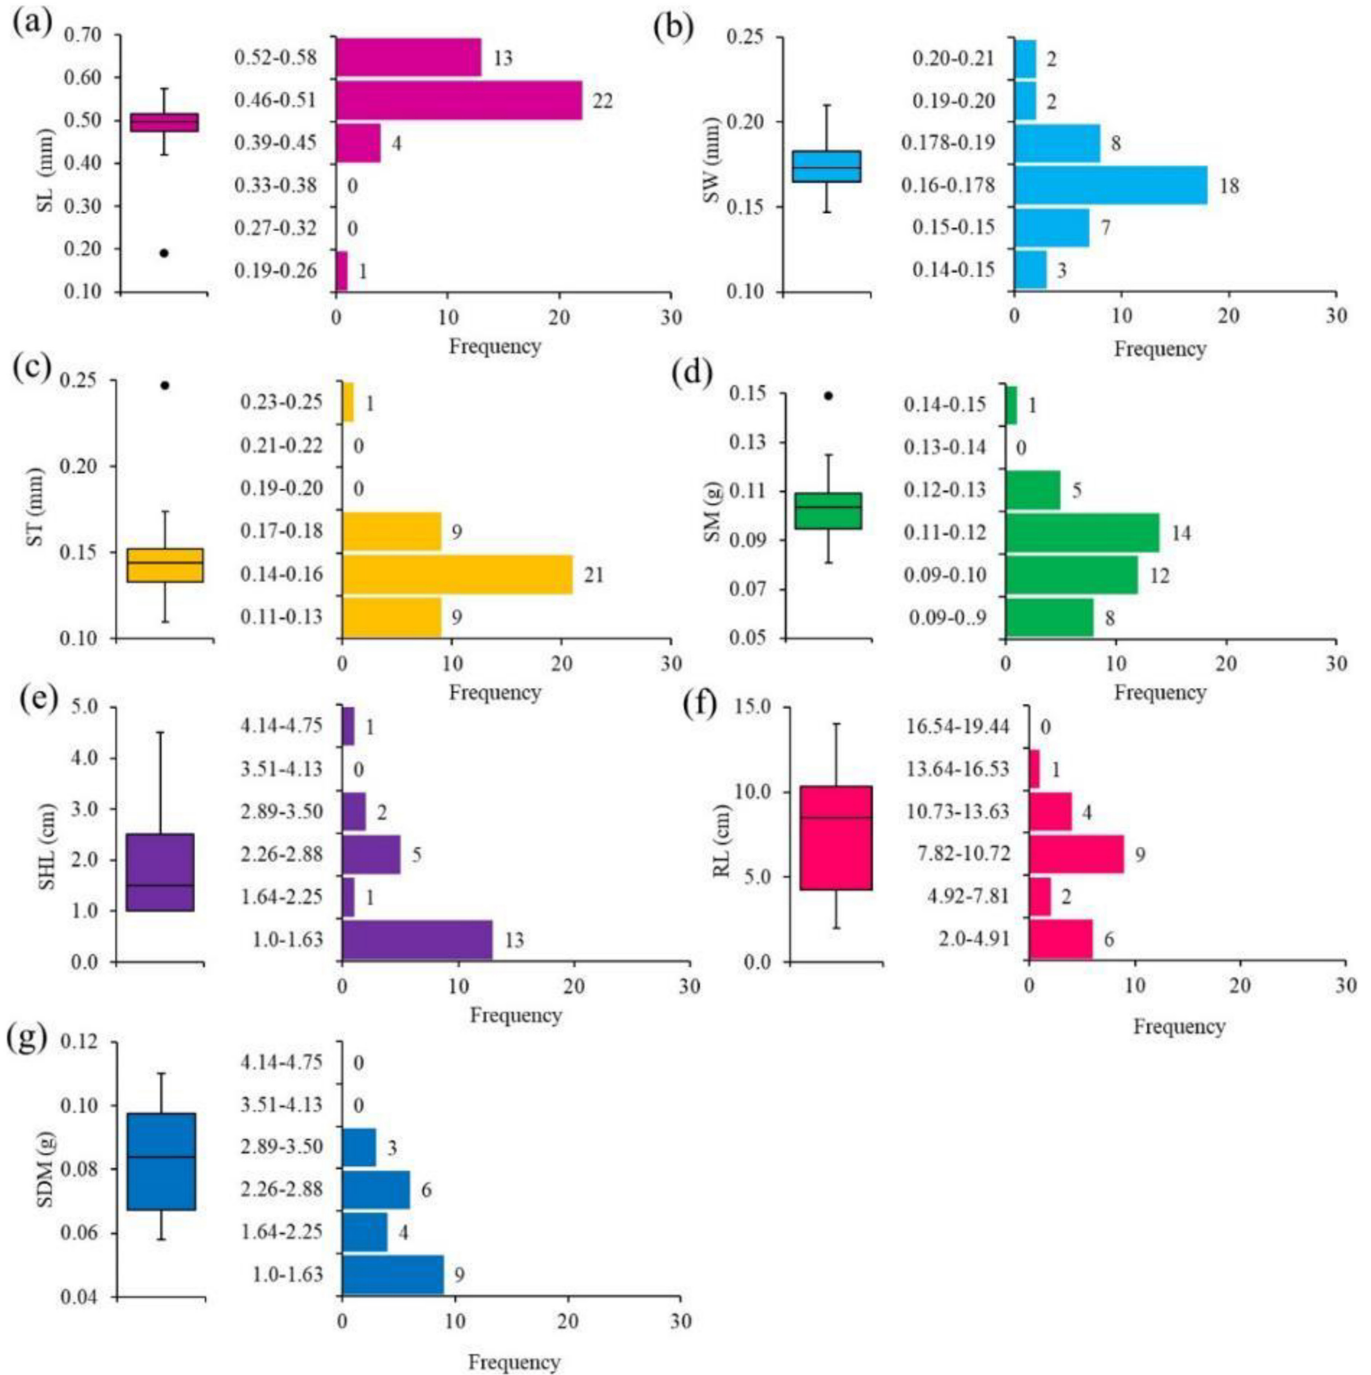 (a)
SL (mm)
0.70
0.60
0.50
0.40
0.30
0.20
0.10
0.52-0.58 13
0.46-0.51 22
0.39-0.45 4
0.33-0.38 0
0.27-0.32 0
0.19-0.26 1
0 10 20 30
Frequency
(b)
SW (mm)
0.25
0.20
0.15
0.10
0.20-0.21 2
0.19-0.20 2
0.178-0.19 8
0.16-0.178 18
0.15-0.15 7
0.14-0.15 3
0 10 20 30
Frequency
(c)
ST (mm)
0.25
0.20
0.15
0.10
0.23-0.25 1
0.21-0.22 0
0.19-0.20 0
0.17-0.18 9
0.14-0.16 21
0.11-0.13 9
0 10 20 30
Frequency
(d)
SM (g)
0.15
0.13
0.11
0.09
0.07
0.05
0.14-0.15 1
0.13-0.14 0
0.12-0.13 5
0.11-0.12 14
0.09-0.10 12
0.09-0..9 8
0 10 20 30
Frequency
(e)
SHL (cm)
5.0
4.0
3.0
2.0
1.0
0.0
4.14-4.75 1
3.51-4.13 0
2.89-3.50 2
2.26-2.88 5
1.64-2.25 1
1.0-1.63 13
0 10 20 30
Frequency
(f)
RL (cm)
15.0
10.0
5.0
0.0
16.54-19.44 0
13.64-16.53 1
10.73-13.63 4
7.82-10.72 9
4.92-7.81 2
2.0-4.91 6
0 10 20 30
Frequency
(g)
SDM (g)
0.12
0.10
0.08
0.06
0.04
4.14-4.75 0
3.51-4.13 0
2.89-3.50 3
2.26-2.88 6
1.64-2.25 4
1.0-1.63 9
0 10 20 30
Frequency